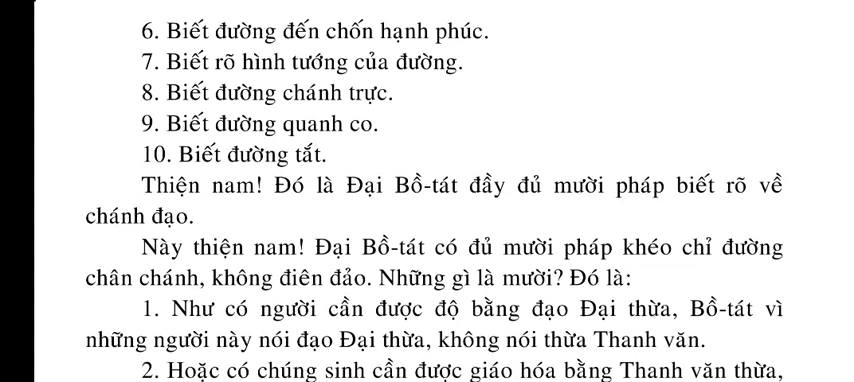 6. Biết đường đến chốn hạnh phúc.
7. Biết rõ hình tướng của đường.
8. Biết đường chánh trực.
9. Biết đường quanh co.
10. Biết đường tắt.
Thiện nam! Đó là Đại Bồ-tát đầy đủ mười pháp biết rõ về
chánh đạo.
Này thiện nam! Đại Bồ-tát có đủ mười pháp khéo chỉ đường
chân chánh, không điên đảo. Những gì là mười? Đó là:
1. Như có người cần được độ bằng đạo Đại thừa, Bồ-tát vì
những người này nói đạo Đại thừa, không nói thừa Thanh văn.
2. Hoặc có chúng sinh cần được giáo hóa bằng Thanh văn thừa,